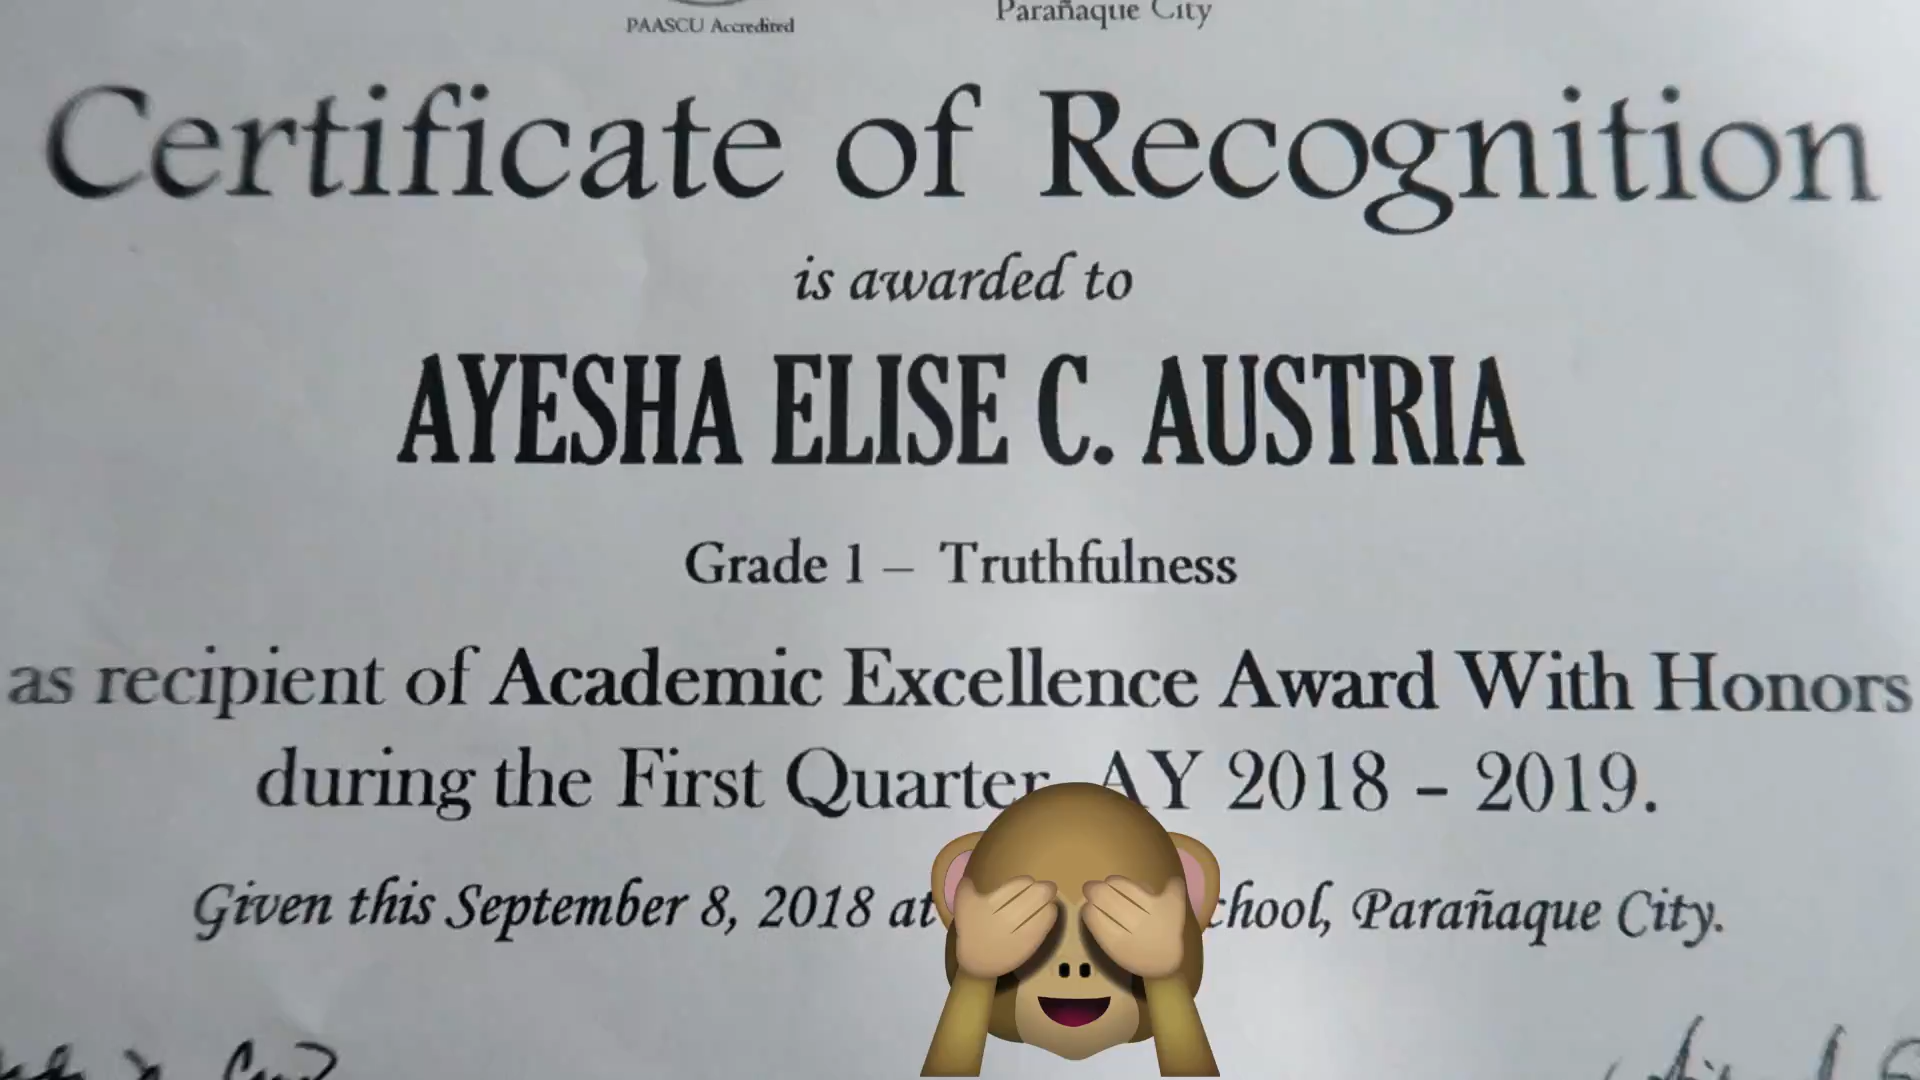 PAASCU Accredited
Parañaque City
Certificate of Recognition
is awarded to
AYESHA ELISE C. AUSTRIA
Grade 1 – Truthfulness
as recipient of Academic Excellence Award With Honors
during the First Quarter AY 2018 - 2019.
Given this September 8, 2018 at chool, Parañaque City.